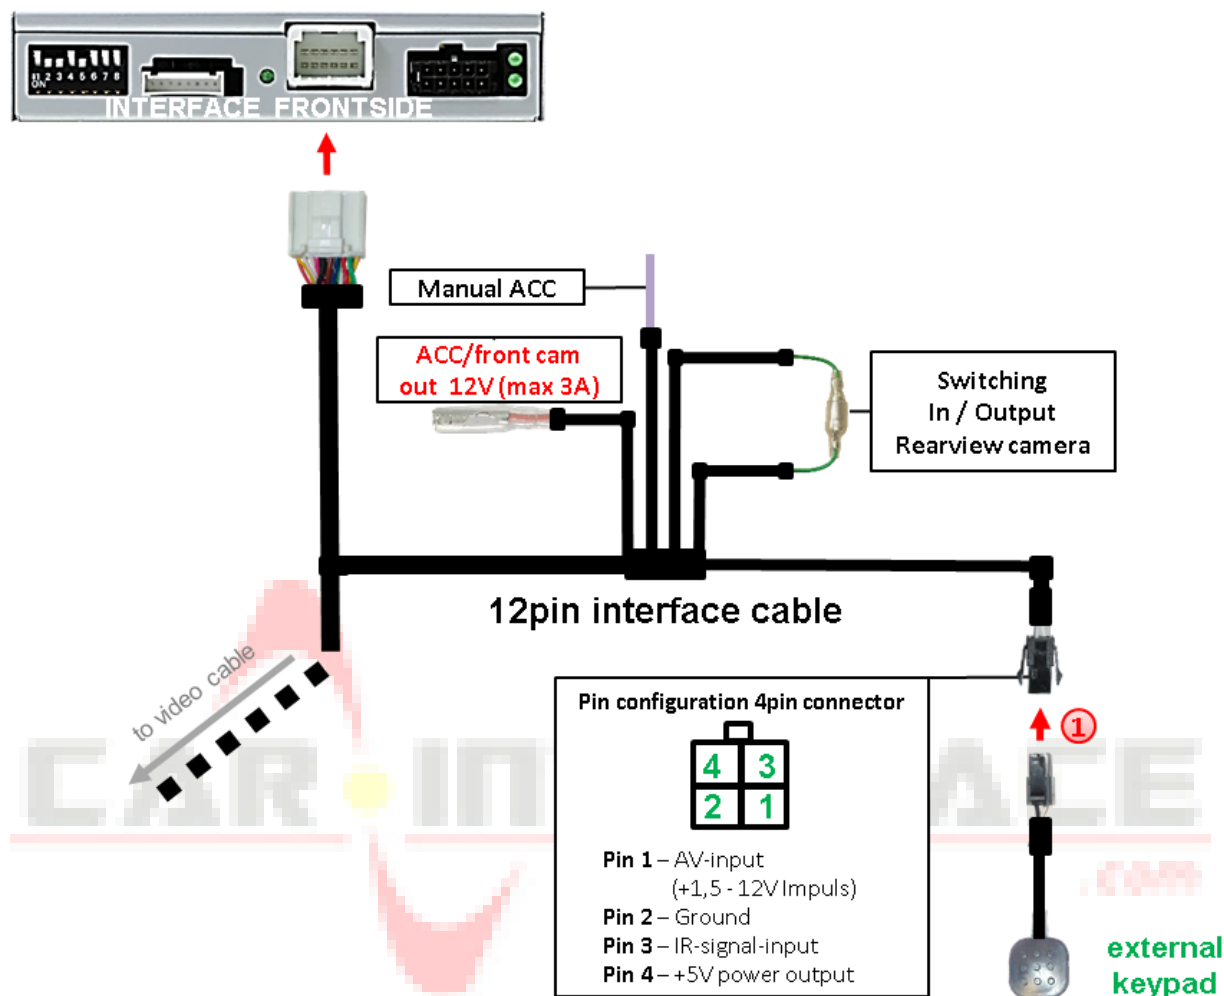 1 2 3 4 5 6 7 8
ON
INTERFACE FRONTSIDE
Manual ACC
ACC/front cam
out 12V (max 3A)
Switching
In / Output
Rearview camera
12pin interface cable
to video cable
Pin configuration 4pin connector
4 3
2 1
Pin 1 – AV-input
(+1,5 - 12V Impuls)
Pin 2 – Ground
Pin 3 – IR-signal-input
Pin 4 – +5V power output
1
external
keypad
CAR
ACE
.com